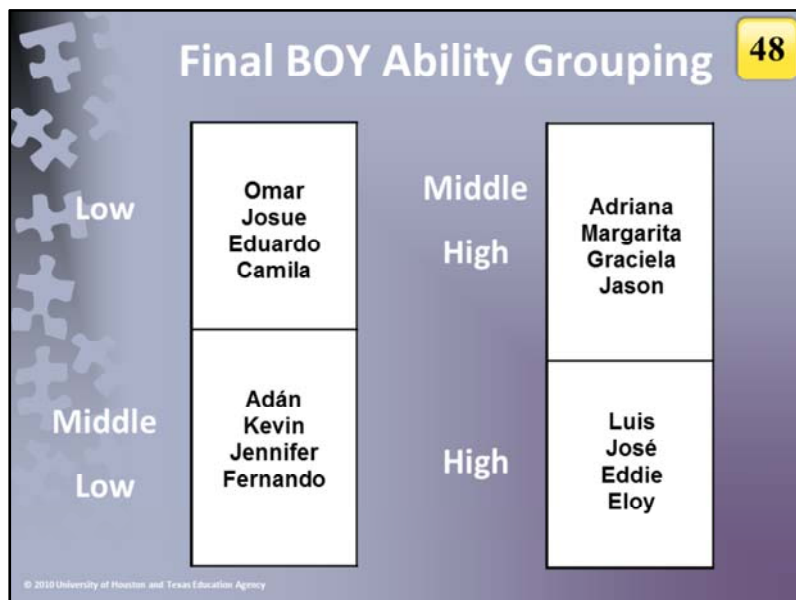 Final BOY Ability Grouping
48
Low
Omar
Josue
Eduardo
Camila
Middle
Low
Adán
Kevin
Jennifer
Fernando
Middle
High
Adriana
Margarita
Graciela
Jason
High
Luis
José
Eddie
Eloy
© 2010 University of Houston and Texas Education Agency